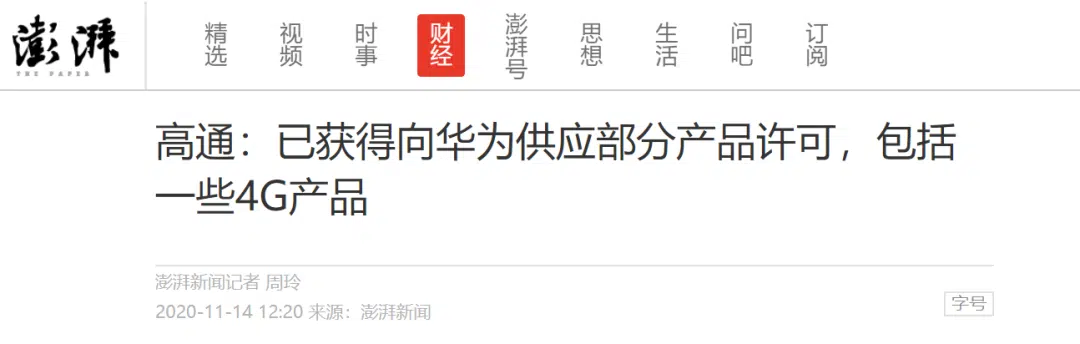 澎湃
THE PAPER
精选
视频
时事
财经
澎湃号
思想
生活
问吧
订阅
高通：已获得向华为供应部分产品许可，包括
一些4G产品
澎湃新闻记者 周玲
2020-11-14 12:20 来源：澎湃新闻
字号